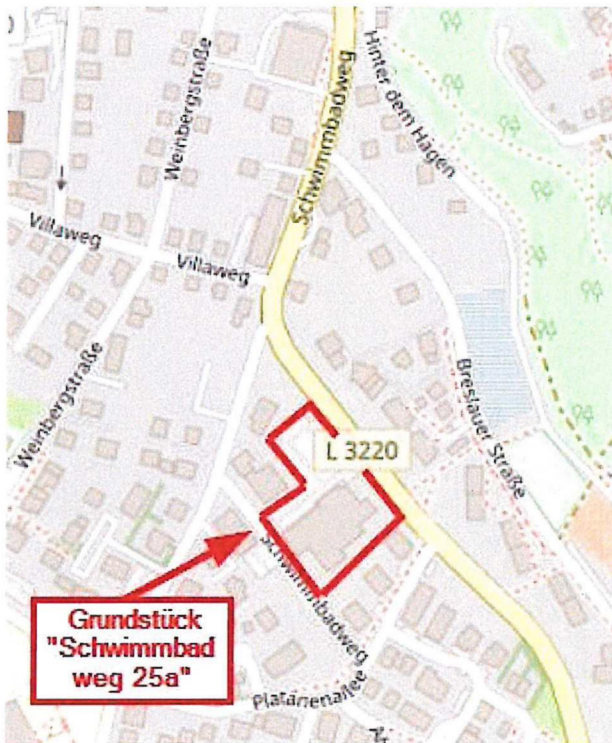 Weinbergstraße
Schwimmbadweg
Hinter dem Hagen
Villaweg
Villaweg
Weinbergstraße
Breslauer Straße
L 3220
Schwimmbadweg
Platanenallee
Grundstück
"Schwimmbad
weg 25a"